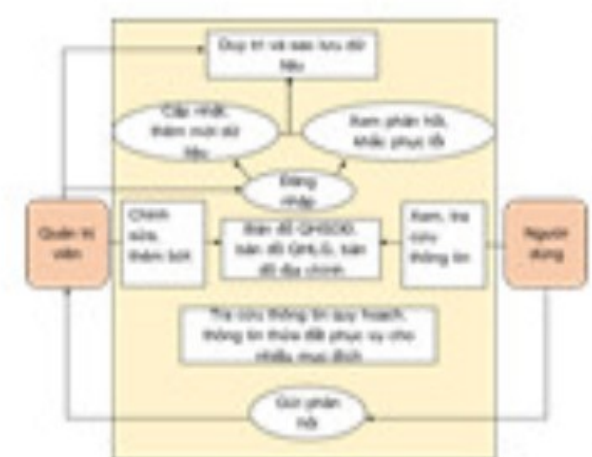 Duy trì và sao lưu dữ
liệu
Cập nhật,
thêm mới dữ
liệu
Xem phản hồi,
khắc phục lỗi
Đăng
nhập
Quản trị
viên
Chỉnh
sửa,
thêm bớt
Bản đồ QHSDĐ,
bản đồ
đồ địa chính
Xem, tra
cứu
thông tin
Người
dùng
Tra cứu thông tin quy hoạch,
thông tin thửa đất phục vụ cho
nhiều mục đích
Gửi phản
hồi